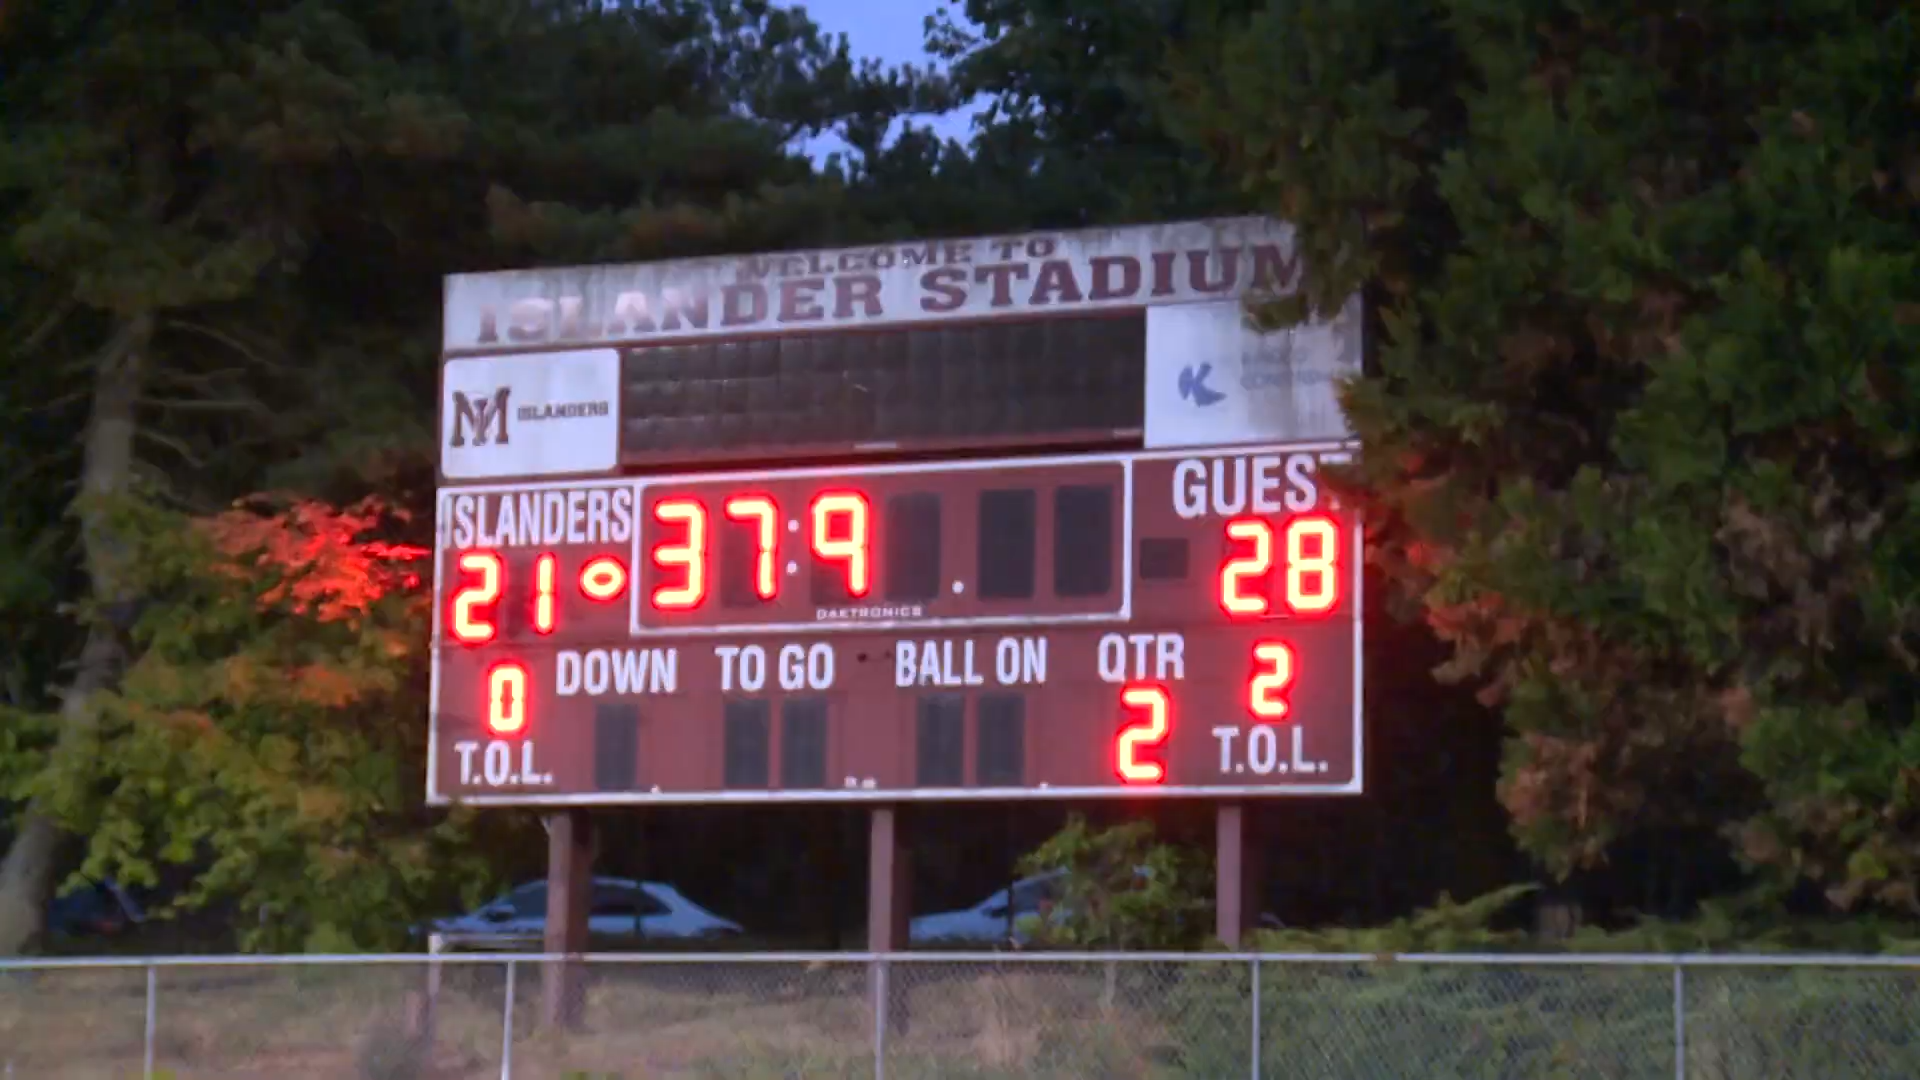 WELCOME TO
ISLANDER STADIUM
M ISLANDERS
K
ISLANDERS 37:9 GUEST
21 28
DAKTRONICS
DOWN TO GO BALL ON QTR
0 2 2
T.O.L. T.O.L.